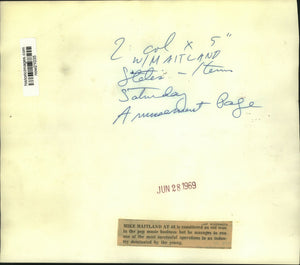 2 col x 5"
W/MAITLAND
States - Item
Saturday
Amusement Page
JUN 28 1969
MIKE MAITLAND AT 48 is considered an old man
in the pop music business but he manages to run
one of the most successful operations in an indus-
try dominated by the young.